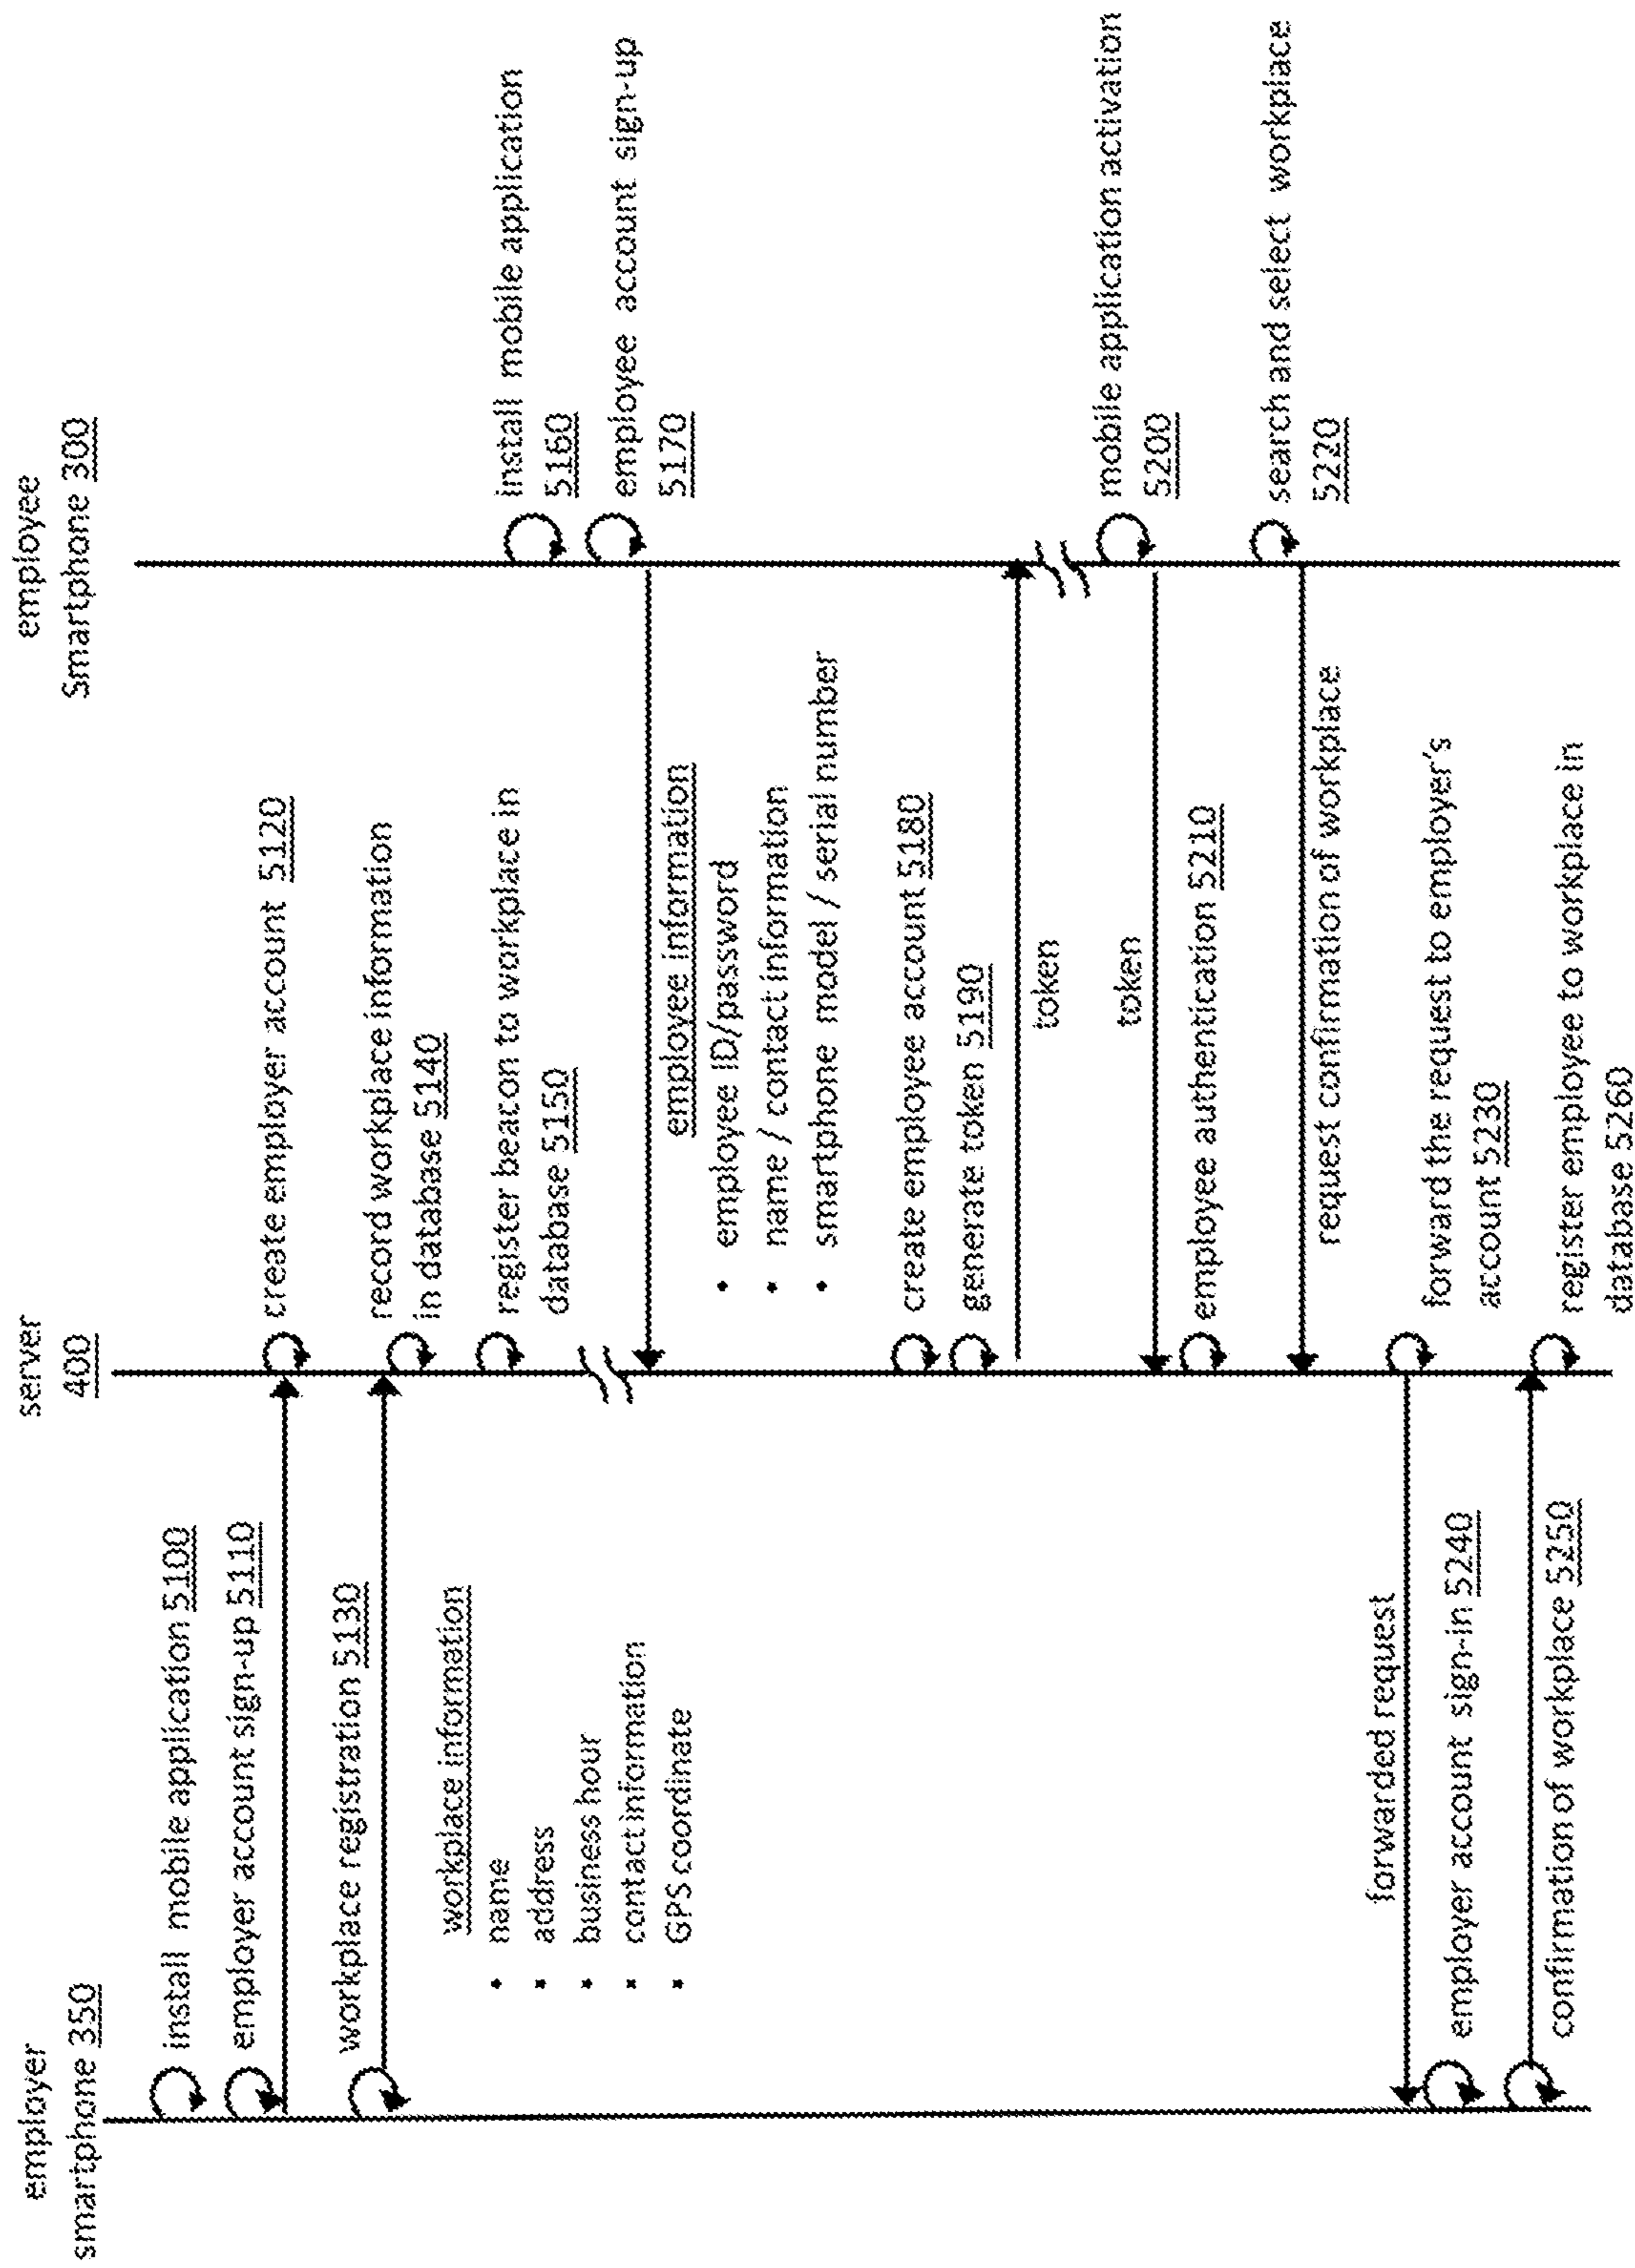 employer
smartphone 350
server
400
employee
Smartphone 300
install mobile application 5100
employer account sign-up 5110
create employer account 5120
workplace registration 5130
record workplace information
in database 5140
workplace information
• name
• address
• business hour
• contact information
• GPS coordinate
register beacon to workplace in
database 5150
install mobile application
5160
employee account sign-up
5170
employee information
• employee ID/password
• name / contact information
• smartphone model / serial number
create employee account 5180
generate token 5190
token
mobile application activation
5200
token
employee authentication 5210
search and select workplace
5220
request confirmation of workplace
forward the request to employer's
account 5230
forwarded request
employer account sign-in 5240
confirmation of workplace 5250
register employee to workplace in
database 5260